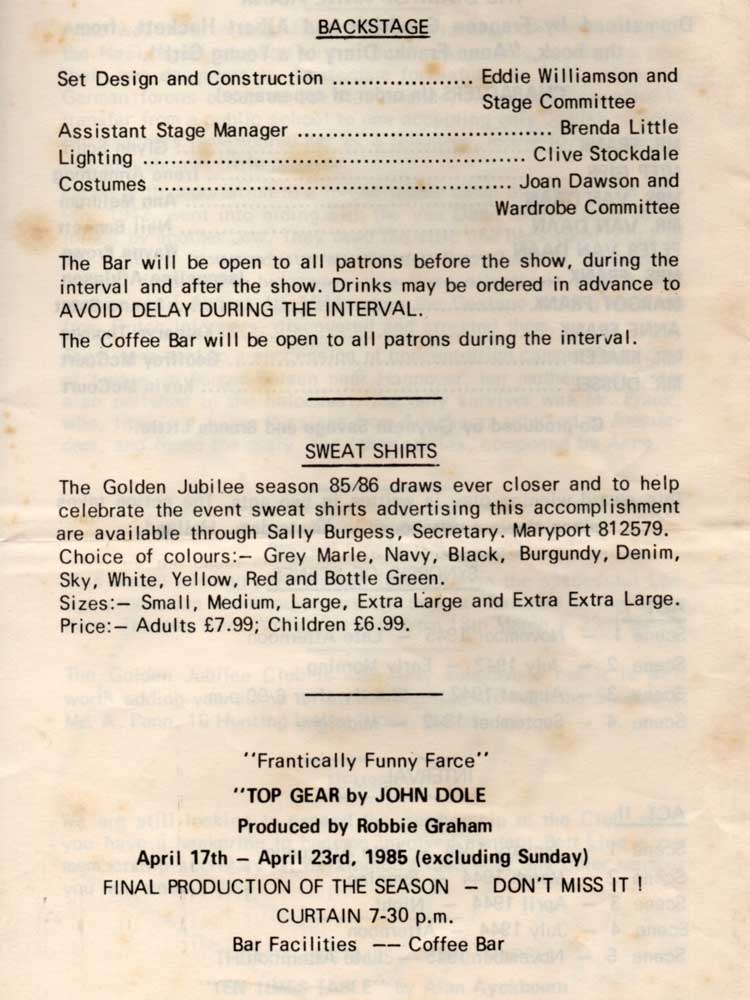 BACKSTAGE
Set Design and Construction ................... Eddie Williamson and
Stage Committee
Assistant Stage Manager .................................. Brenda Little
Lighting ................................................... Clive Stockdale
Costumes ............................................... Joan Dawson and
Wardrobe Committee
The Bar will be open to all patrons before the show, during the
interval and after the show. Drinks may be ordered in advance to
AVOID DELAY DURING THE INTERVAL.
The Coffee Bar will be open to all patrons during the interval.
SWEAT SHIRTS
The Golden Jubilee season 85/86 draws ever closer and to help
celebrate the event sweat shirts advertising this accomplishment
are available through Sally Burgess, Secretary. Maryport 812579.
Choice of colours:— Grey Marle, Navy, Black, Burgundy, Denim,
Sky, White, Yellow, Red and Bottle Green.
Sizes:— Small, Medium, Large, Extra Large and Extra Extra Large.
Price:— Adults £7.99; Children £6.99.
"Frantically Funny Farce"
"TOP GEAR by JOHN DOLE
Produced by Robbie Graham
April 17th — April 23rd, 1985 (excluding Sunday)
FINAL PRODUCTION OF THE SEASON — DON'T MISS IT !
CURTAIN 7-30 p.m.
Bar Facilities —— Coffee Bar